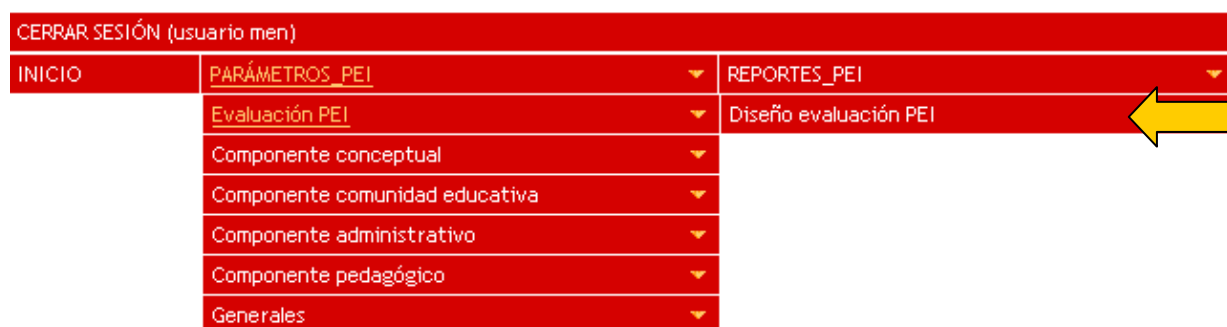 CERRAR SESIÓN (usuario men)
INICIO PARÁMETROS_PEI REPORTES_PEI
Evaluación PEI Diseño evaluación PEI
Componente conceptual
Componente comunidad educativa
Componente administrativo
Componente pedagógico
Generales